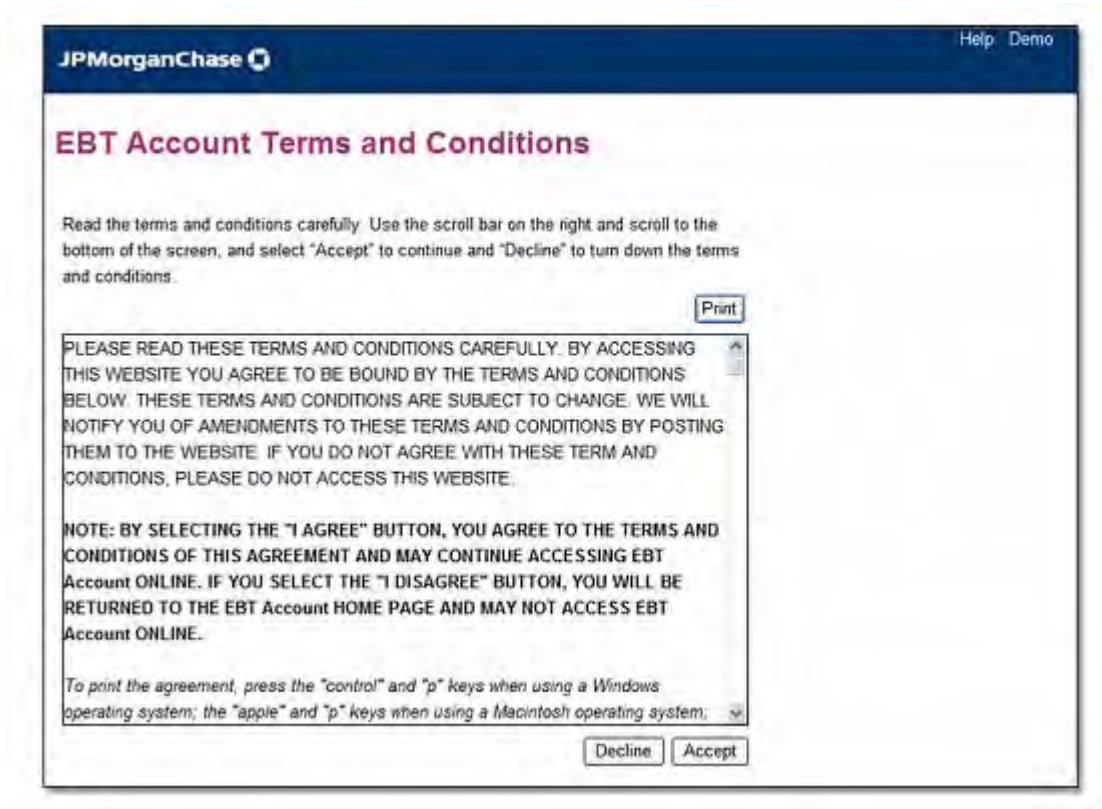 Help Demo
JPMorganChase
EBT Account Terms and Conditions
Read the terms and conditions carefully. Use the scroll bar on the right and scroll to the
bottom of the screen, and select "Accept" to continue and "Decline" to turn down the terms
and conditions.
Print
PLEASE READ THESE TERMS AND CONDITIONS CAREFULLY. BY ACCESSING
THIS WEBSITE YOU AGREE TO BE BOUND BY THE TERMS AND CONDITIONS
BELOW. THESE TERMS AND CONDITIONS ARE SUBJECT TO CHANGE. WE WILL
NOTIFY YOU OF AMENDMENTS TO THESE TERMS AND CONDITIONS BY POSTING
THEM TO THE WEBSITE. IF YOU DO NOT AGREE WITH THESE TERM AND
CONDITIONS, PLEASE DO NOT ACCESS THIS WEBSITE.
NOTE: BY SELECTING THE "I AGREE" BUTTON, YOU AGREE TO THE TERMS AND
CONDITIONS OF THIS AGREEMENT AND MAY CONTINUE ACCESSING EBT
Account ONLINE. IF YOU SELECT THE "I DISAGREE" BUTTON, YOU WILL BE
RETURNED TO THE EBT Account HOME PAGE AND MAY NOT ACCESS EBT
Account ONLINE.
To print the agreement, press the "control" and "p" keys when using a Windows
operating system; the "apple" and "p" keys when using a Macintosh operating system;
Decline Accept